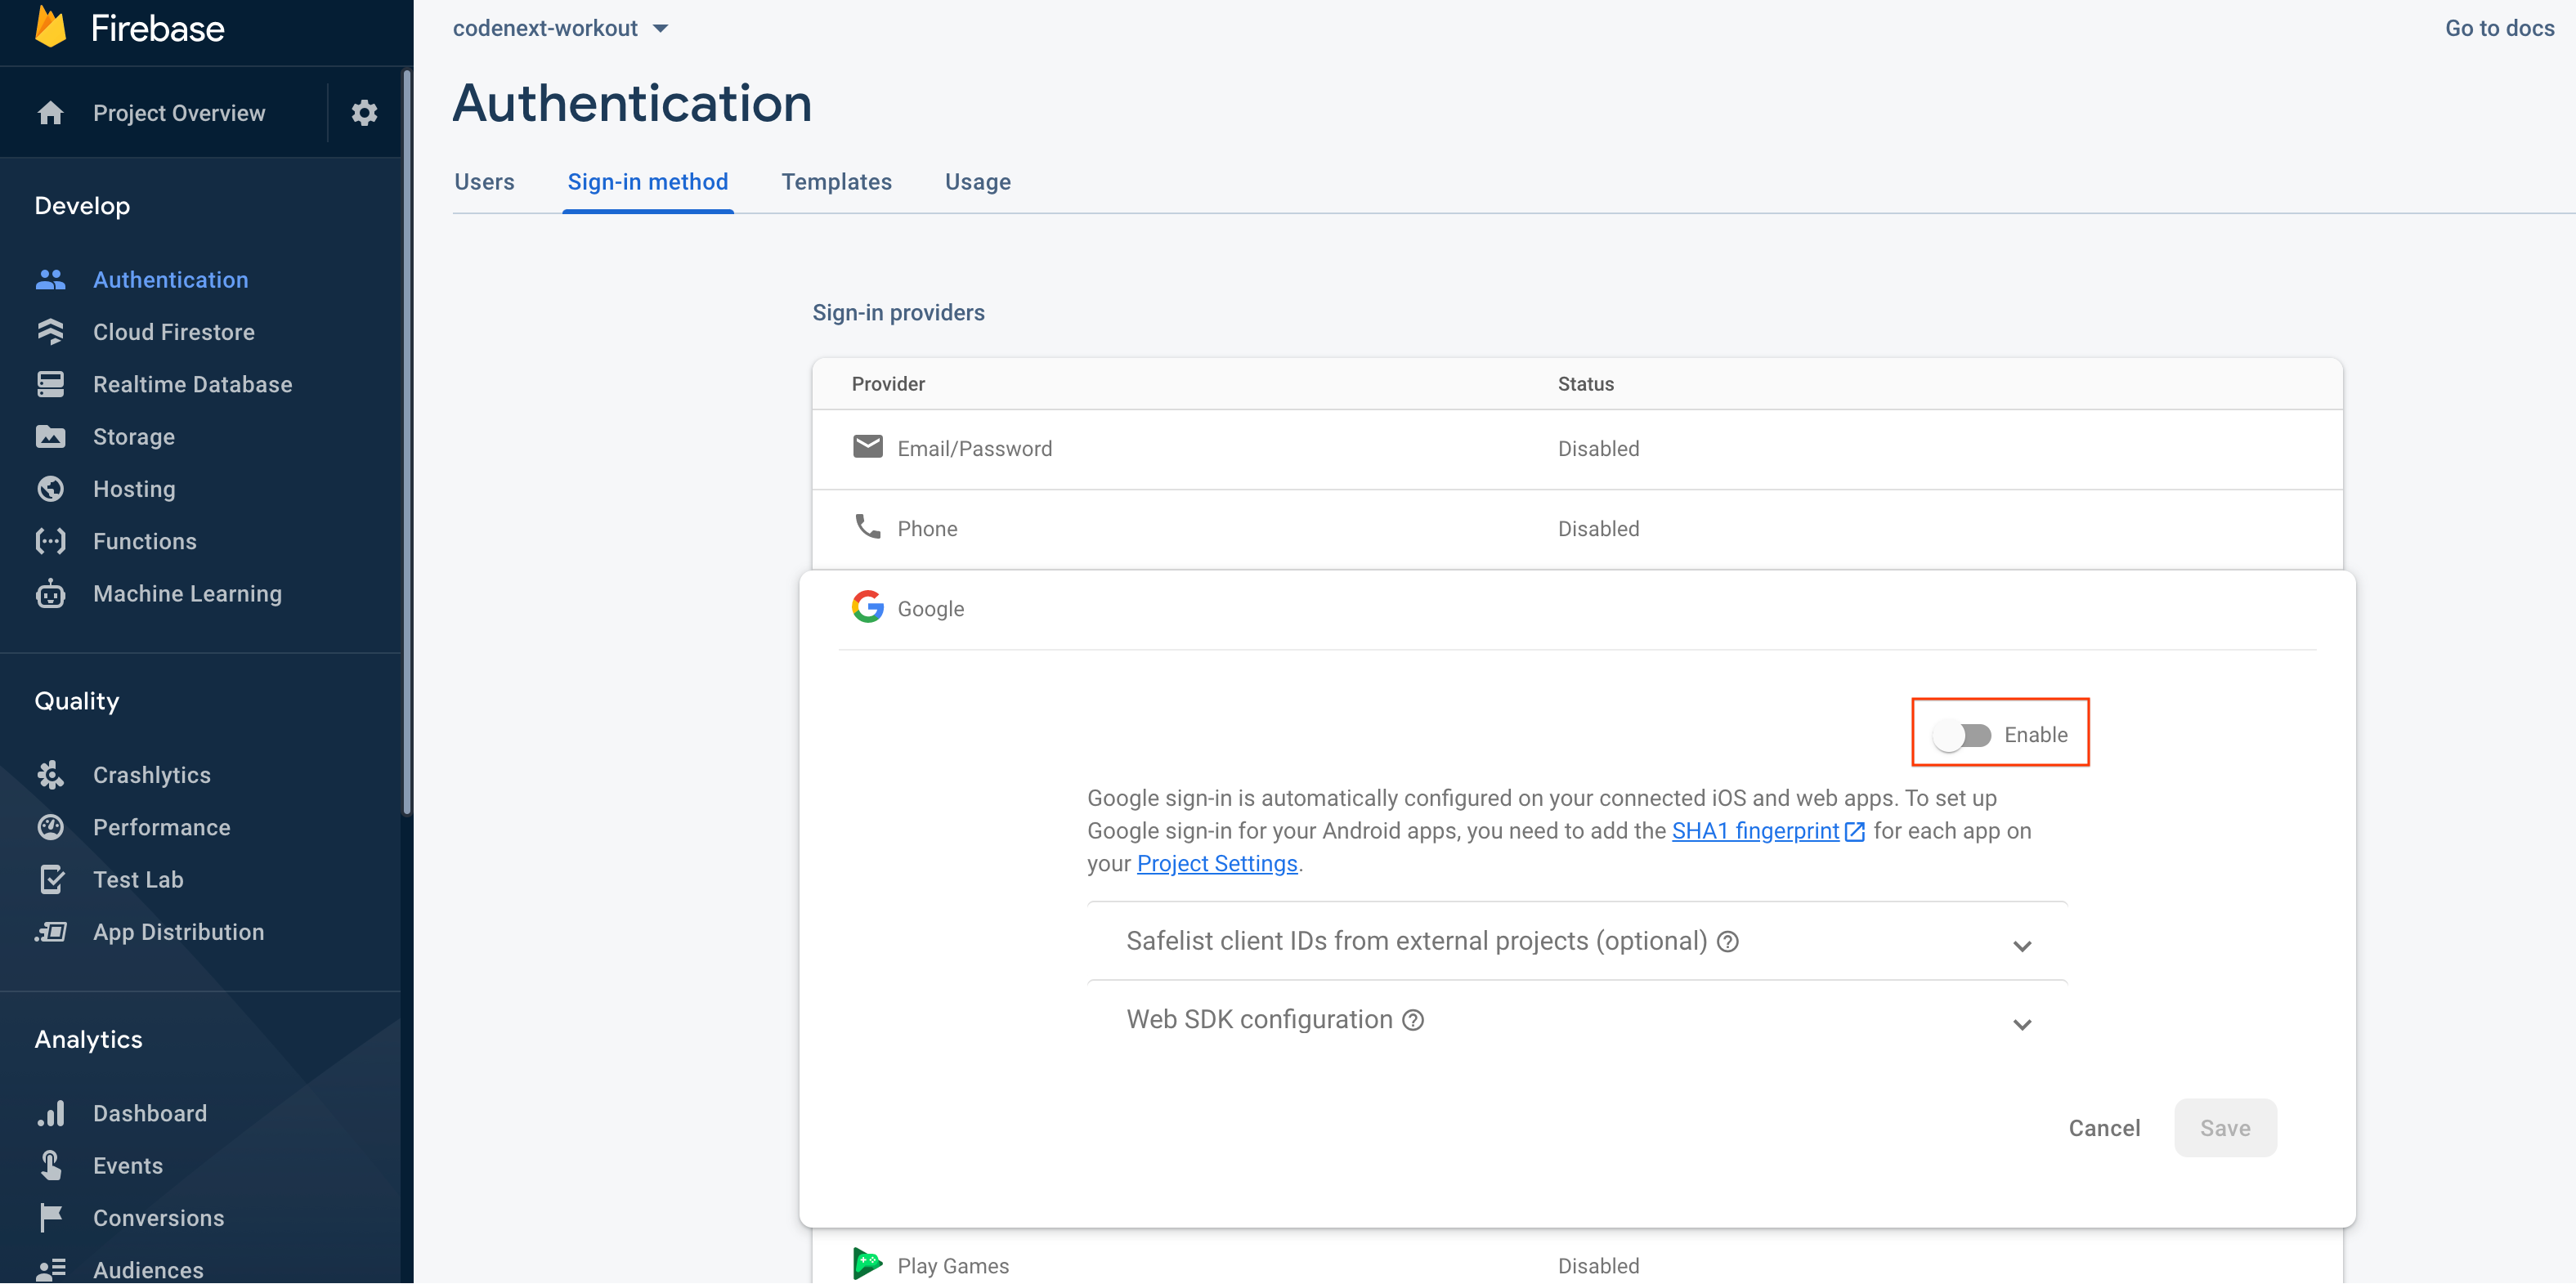 Firebase
Project Overview
Develop
Authentication
Cloud Firestore
Realtime Database
Storage
Hosting
Functions
Machine Learning
Quality
Crashlytics
Performance
Test Lab
App Distribution
Analytics
Dashboard
Events
Conversions
Audiences
codenext-workout
Go to docs
Authentication
Users Sign-in method Templates Usage
Sign-in providers
Provider Status
Email/Password Disabled
Phone Disabled
Google
Enable
Google sign-in is automatically configured on your connected iOS and web apps. To set up
Google sign-in for your Android apps, you need to add the SHA1 fingerprint for each app on
your Project Settings.
Safelist client IDs from external projects (optional)
Web SDK configuration
Cancel Save
Play Games Disabled